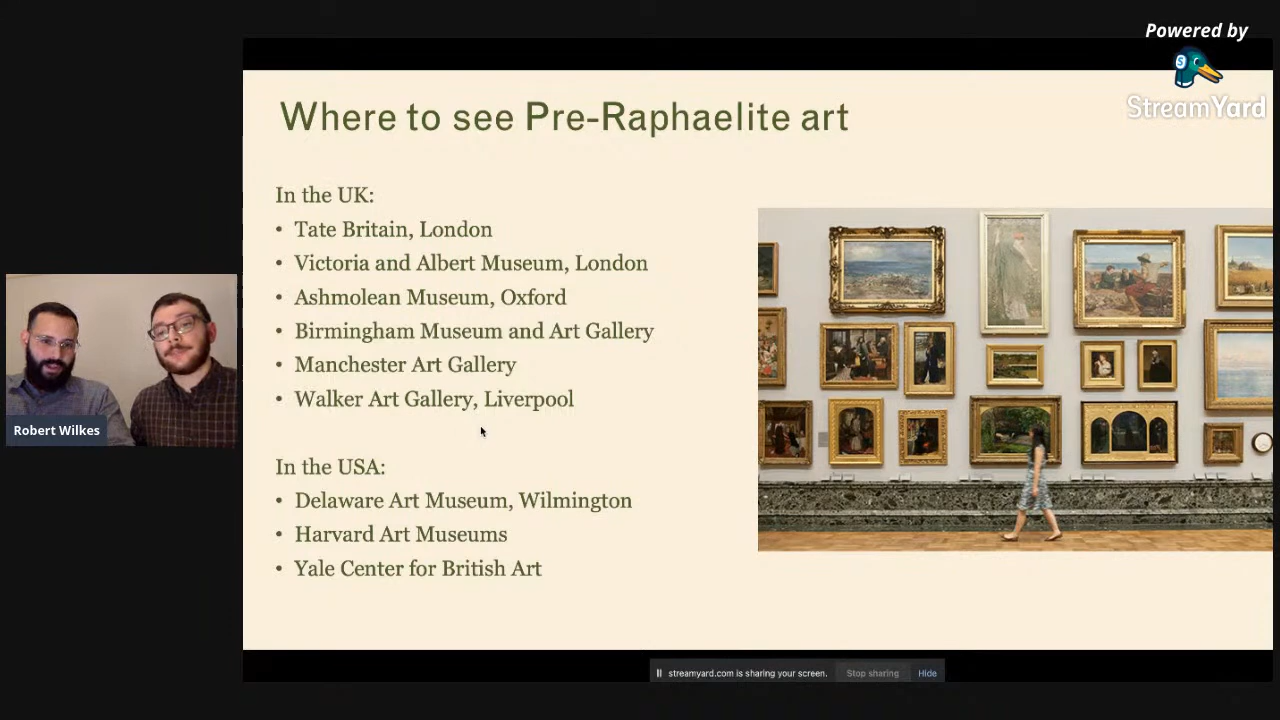 Powered by
StreamYard
Where to see Pre-Raphaelite art
In the UK:
• Tate Britain, London
• Victoria and Albert Museum, London
• Ashmolean Museum, Oxford
• Birmingham Museum and Art Gallery
• Manchester Art Gallery
• Walker Art Gallery, Liverpool
In the USA:
• Delaware Art Museum, Wilmington
• Harvard Art Museums
• Yale Center for British Art
Robert Wilkes
streamyard.com is sharing your screen. Stop sharing Hide